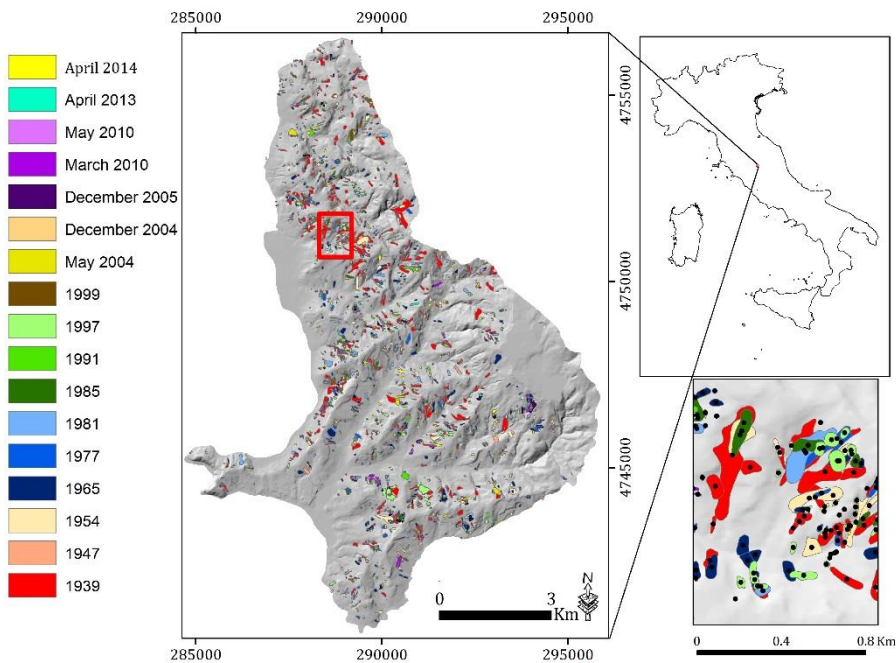 285000 290000 295000
April 2014
April 2013
May 2010
March 2010
December 2005
December 2004
May 2004
1999
1997
1991
1985
1981
1977
1965
1954
1947
1939
4755000
4750000
4745000
N
0 3
Km
285000 290000 295000
0 0.4 0.8 Km